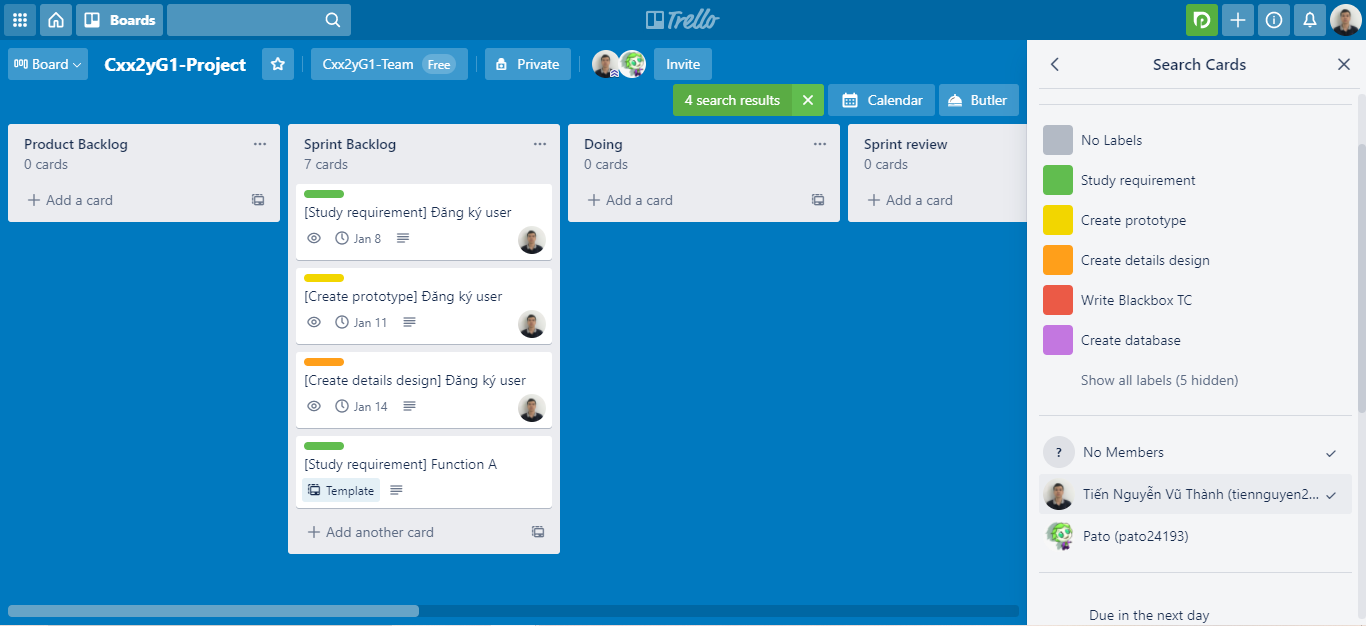 Boards
Trello
Board
Cxx2yG1-Project
Cxx2yG1-Team Free
Private
Invite
4 search results
Calendar
Butler
Product Backlog
0 cards
Add a card
Sprint Backlog
7 cards
[Study requirement] Đăng ký user
Jan 8
[Create prototype] Đăng ký user
Jan 11
[Create details design] Đăng ký user
Jan 14
[Study requirement] Function A
Template
Add another card
Doing
0 cards
Add a card
Sprint review
0 cards
Add a card
Search Cards
No Labels
Study requirement
Create prototype
Create details design
Write Blackbox TC
Create database
Show all labels (5 hidden)
? No Members
Tiến Nguyễn Vũ Thành (tiennguyen2...
Pato (pato24193)
Due in the next day